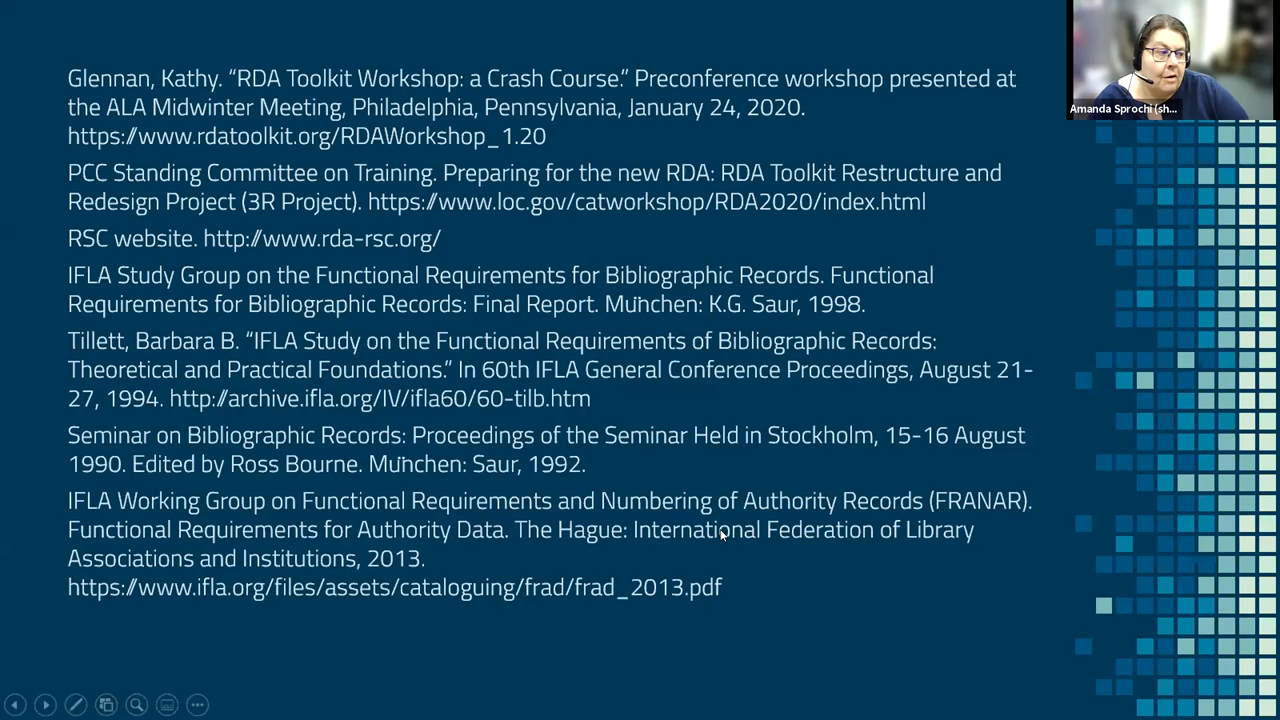 Glennan, Kathy. “RDA Toolkit Workshop: a Crash Course.” Preconference workshop presented at
the ALA Midwinter Meeting, Philadelphia, Pennsylvania, January 24, 2020.
https://www.rdatoolkit.org/RDAWorkshop_1.20
PCC Standing Committee on Training. Preparing for the new RDA: RDA Toolkit Restructure and
Redesign Project (3R Project). https://www.loc.gov/catworkshop/RDA2020/index.html
RSC website. http://www.rda-rsc.org/
IFLA Study Group on the Functional Requirements for Bibliographic Records. Functional
Requirements for Bibliographic Records: Final Report. München: K.G. Saur, 1998.
Tillett, Barbara B. “IFLA Study on the Functional Requirements of Bibliographic Records:
Theoretical and Practical Foundations.” In 60th IFLA General Conference Proceedings, August 21-
27, 1994. http://archive.ifla.org/IV/ifla60/60-tilb.htm
Seminar on Bibliographic Records: Proceedings of the Seminar Held in Stockholm, 15-16 August
1990. Edited by Ross Bourne. München: Saur, 1992.
IFLA Working Group on Functional Requirements and Numbering of Authority Records (FRANAR).
Functional Requirements for Authority Data. The Hague: International Federation of Library
Associations and Institutions, 2013.
https://www.ifla.org/files/assets/cataloguing/frad/frad_2013.pdf
Amanda Sprochi (sh...